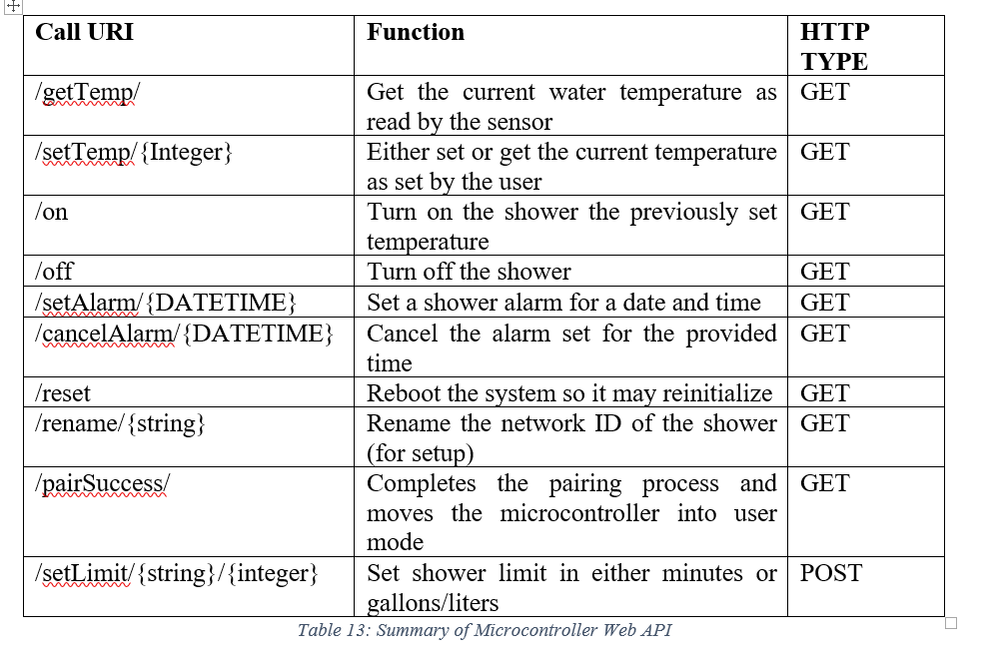 Call URI Function HTTP
TYPE
/getTemp/ Get the current water temperature as GET
read by the sensor
/setTemp/{Integer} Either set or get the current temperature GET
as set by the user
/on Turn on the shower the previously set GET
temperature
/off Turn off the shower GET
/setAlarm/{DATETIME} Set a shower alarm for a date and time GET
/cancelAlarm/{DATETIME} Cancel the alarm set for the provided GET
time
/reset Reboot the system so it may reinitialize GET
/rename/{string} Rename the network ID of the shower GET
(for setup)
/pairSuccess/ Completes the pairing process and GET
moves the microcontroller into user
mode
/setLimit/{string}/{integer} Set shower limit in either minutes or POST
gallons/liters
Table 13: Summary of Microcontroller Web API